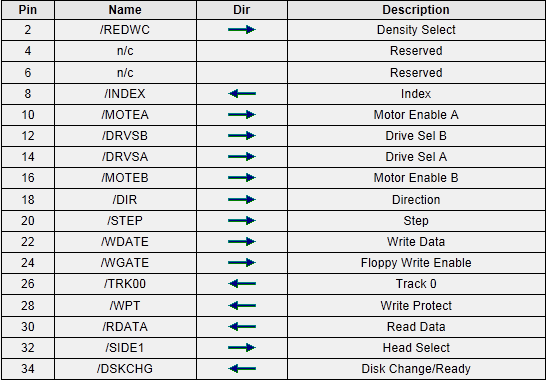 Pin Name Dir Description
2 /REDWC Density Select
4 n/c Reserved
6 n/c Reserved
8 /INDEX Index
10 /MOTEA Motor Enable A
12 /DRVSB Drive Sel B
14 /DRVSA Drive Sel A
16 /MOTEB Motor Enable B
18 /DIR Direction
20 /STEP Step
22 /WDATE Write Data
24 /WGATE Floppy Write Enable
26 /TRK00 Track 0
28 /WPT Write Protect
30 /RDATA Read Data
32 /SIDE1 Head Select
34 /DSKCHG Disk Change/Ready